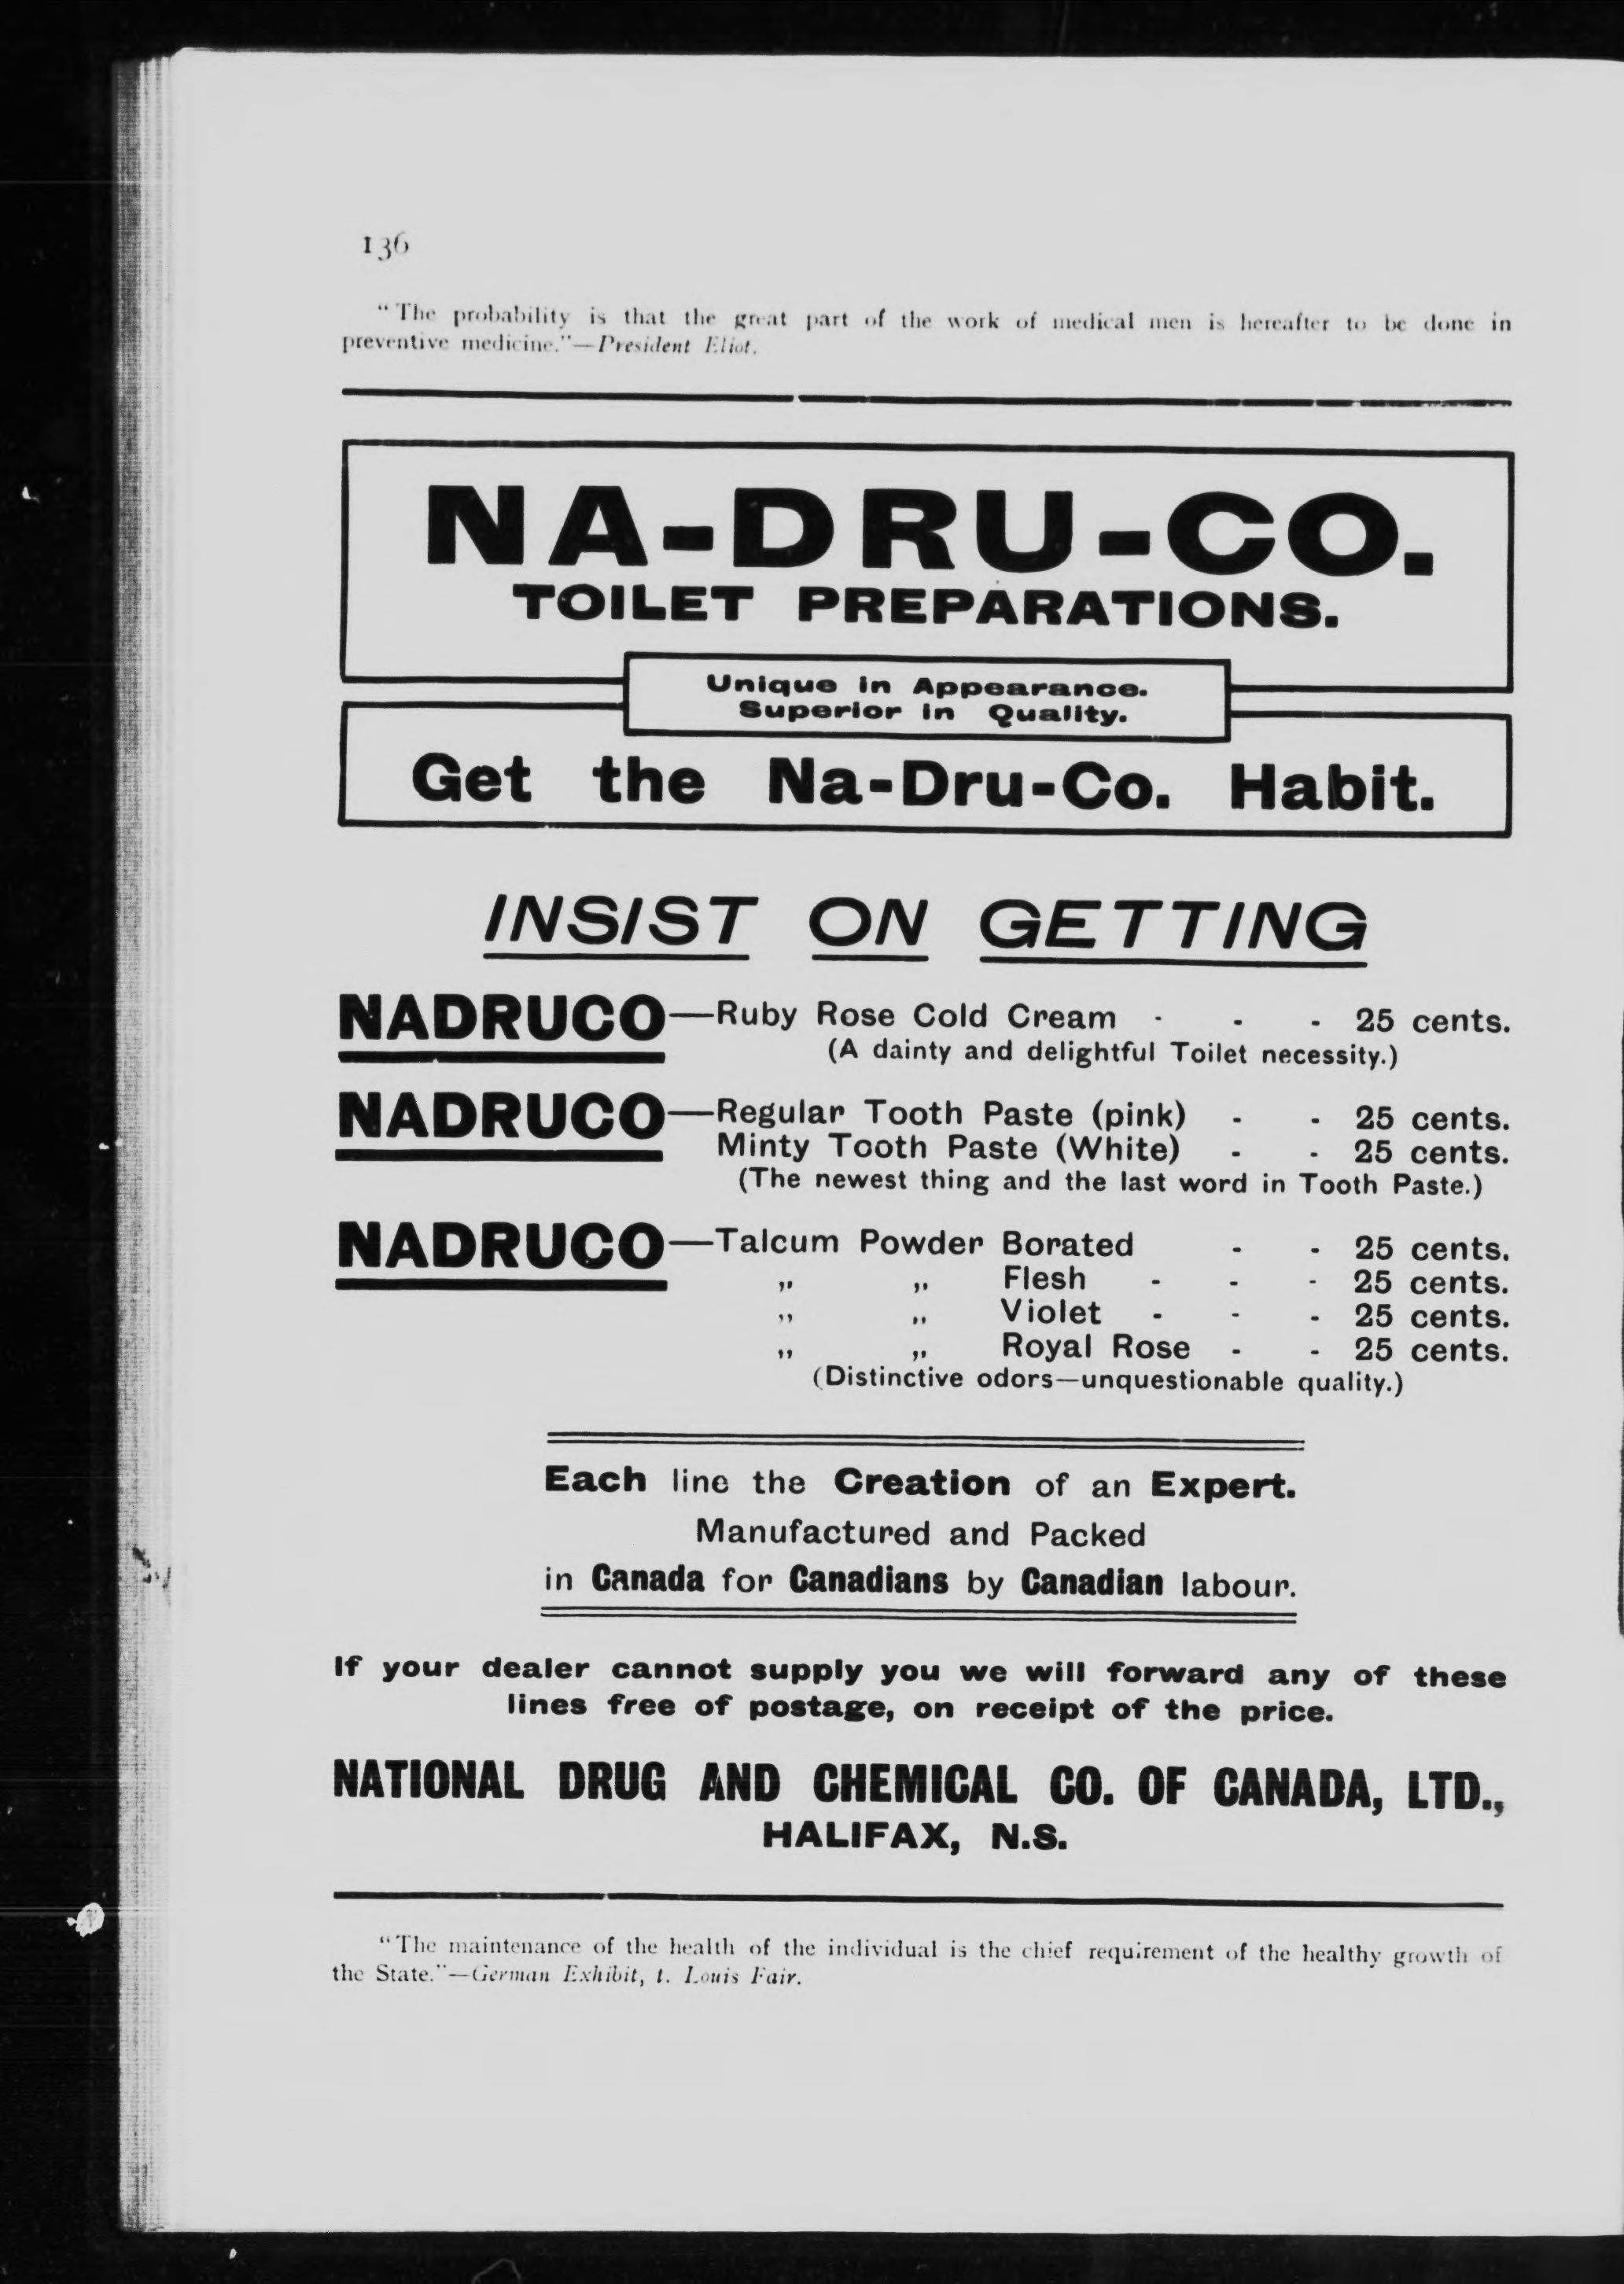 136
“The probability is that the great part of the work of medical men is hereafter to be done in
preventive medicine.”—President Eliot.
NA-DRU-CO.
TOILET PREPARATIONS.
Unique in Appearance.
Superior in Quality.
Get the Na-Dru-Co. Habit.
INSIST ON GETTING
NADRUCO—Ruby Rose Cold Cream - - - 25 cents.
(A dainty and delightful Toilet necessity.)
NADRUCO—Regular Tooth Paste (pink) - - 25 cents.
Minty Tooth Paste (White) - - 25 cents.
(The newest thing and the last word in Tooth Paste.)
NADRUCO—Talcum Powder Borated - - 25 cents.
„ „ Flesh - - - 25 cents.
„ „ Violet - - - 25 cents.
„ „ Royal Rose - - 25 cents.
(Distinctive odors—unquestionable quality.)
Each line the Creation of an Expert.
Manufactured and Packed
in Canada for Canadians by Canadian labour.
If your dealer cannot supply you we will forward any of these
lines free of postage, on receipt of the price.
NATIONAL DRUG AND CHEMICAL CO. OF CANADA, LTD.,
HALIFAX, N.S.
“The maintenance of the health of the individual is the chief requirement of the healthy growth of
the State.”—German Exhibit, t. Louis Fair.